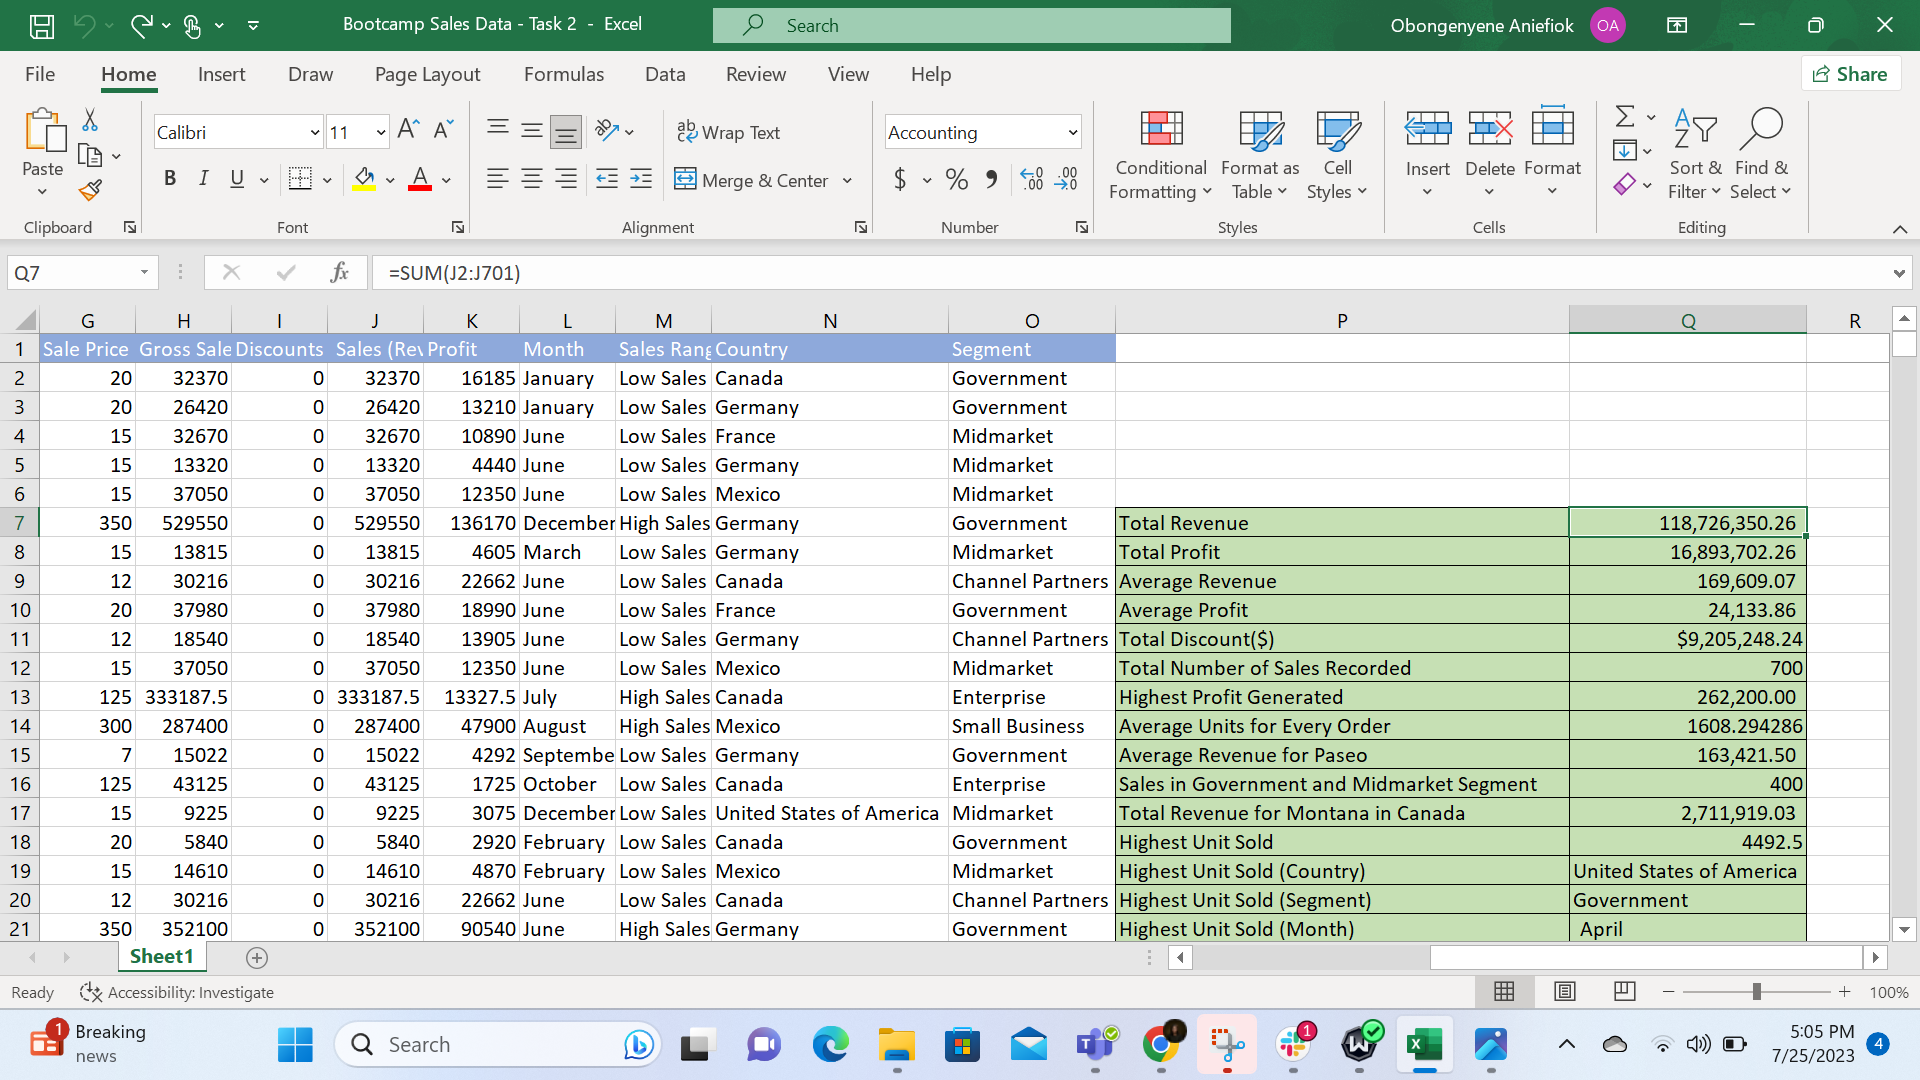 Bootcamp Sales Data - Task 2 - Excel
Search
Obongenyene Aniefiok
OA
File Home Insert Draw Page Layout Formulas Data Review View Help
Share
Paste
Calibri 11
B I U A
ab Wrap Text
Merge & Center
Accounting
$ % 9
Conditional Formatting
Format as Table
Cell Styles
Insert Delete Format
Sort & Filter
Find & Select
Clipboard Font Alignment Number Styles Cells Editing
Q7 fx =SUM(J2:J701)
G H I J K L M N O P Q R
1 Sale Price Gross Sale Discounts Sales (Rev Profit Month Sales Rang Country Segment
2 20 32370 0 32370 16185 January Low Sales Canada Government
3 20 26420 0 26420 13210 January Low Sales Germany Government
4 15 32670 0 32670 10890 June Low Sales France Midmarket
5 15 13320 0 13320 4440 June Low Sales Germany Midmarket
6 15 37050 0 37050 12350 June Low Sales Mexico Midmarket
7 350 529550 0 529550 136170 December High Sales Germany Government Total Revenue 118,726,350.26
8 15 13815 0 13815 4605 March Low Sales Germany Midmarket Total Profit 16,893,702.26
9 12 30216 0 30216 22662 June Low Sales Canada Channel Partners Average Revenue 169,609.07
10 20 37980 0 37980 18990 June Low Sales France Government Average Profit 24,133.86
11 12 18540 0 18540 13905 June Low Sales Germany Channel Partners Total Discount($) $9,205,248.24
12 15 37050 0 37050 12350 June Low Sales Mexico Midmarket Total Number of Sales Recorded 700
13 125 333187.5 0 333187.5 13327.5 July High Sales Canada Enterprise Highest Profit Generated 262,200.00
14 300 287400 0 287400 47900 August High Sales Mexico Small Business Average Units for Every Order 1608.294286
15 7 15022 0 15022 4292 Septembe Low Sales Germany Government Average Revenue for Paseo 163,421.50
16 125 43125 0 43125 1725 October Low Sales Canada Enterprise Sales in Government and Midmarket Segment 400
17 15 9225 0 9225 3075 December Low Sales United States of America Midmarket Total Revenue for Montana in Canada 2,711,919.03
18 20 5840 0 5840 2920 February Low Sales Canada Government Highest Unit Sold 4492.5
19 15 14610 0 14610 4870 February Low Sales Mexico Midmarket Highest Unit Sold (Country) United States of America
20 12 30216 0 30216 22662 June Low Sales Canada Channel Partners Highest Unit Sold (Segment) Government
21 350 352100 0 352100 90540 June High Sales Germany Government Highest Unit Sold (Month) April
Sheet1
Ready Accessibility: Investigate 100%
1 Breaking news
Search
1
5:05 PM
7/25/2023
4